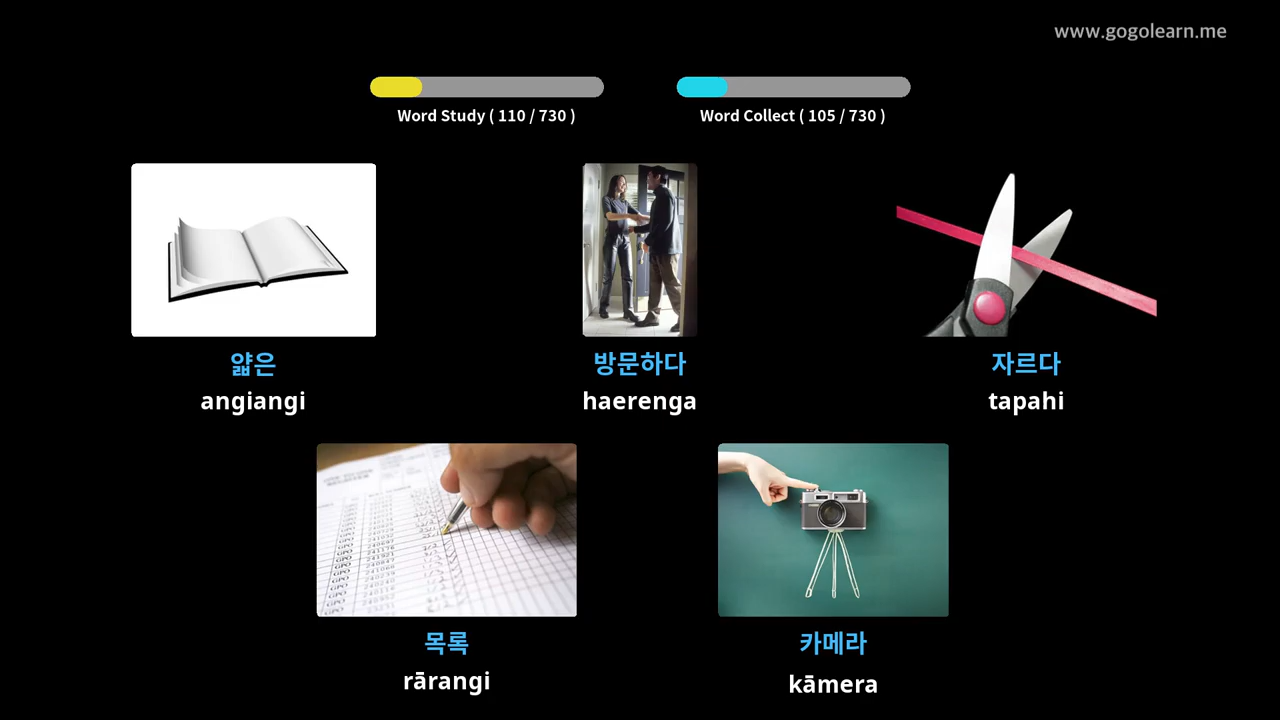 www.gogolearn.me
Word Study ( 110 / 730 )
Word Collect ( 105 / 730 )
얇은
angiangi
방문하다
haerenga
자르다
tapahi
목록
rārangi
카메라
kāmera